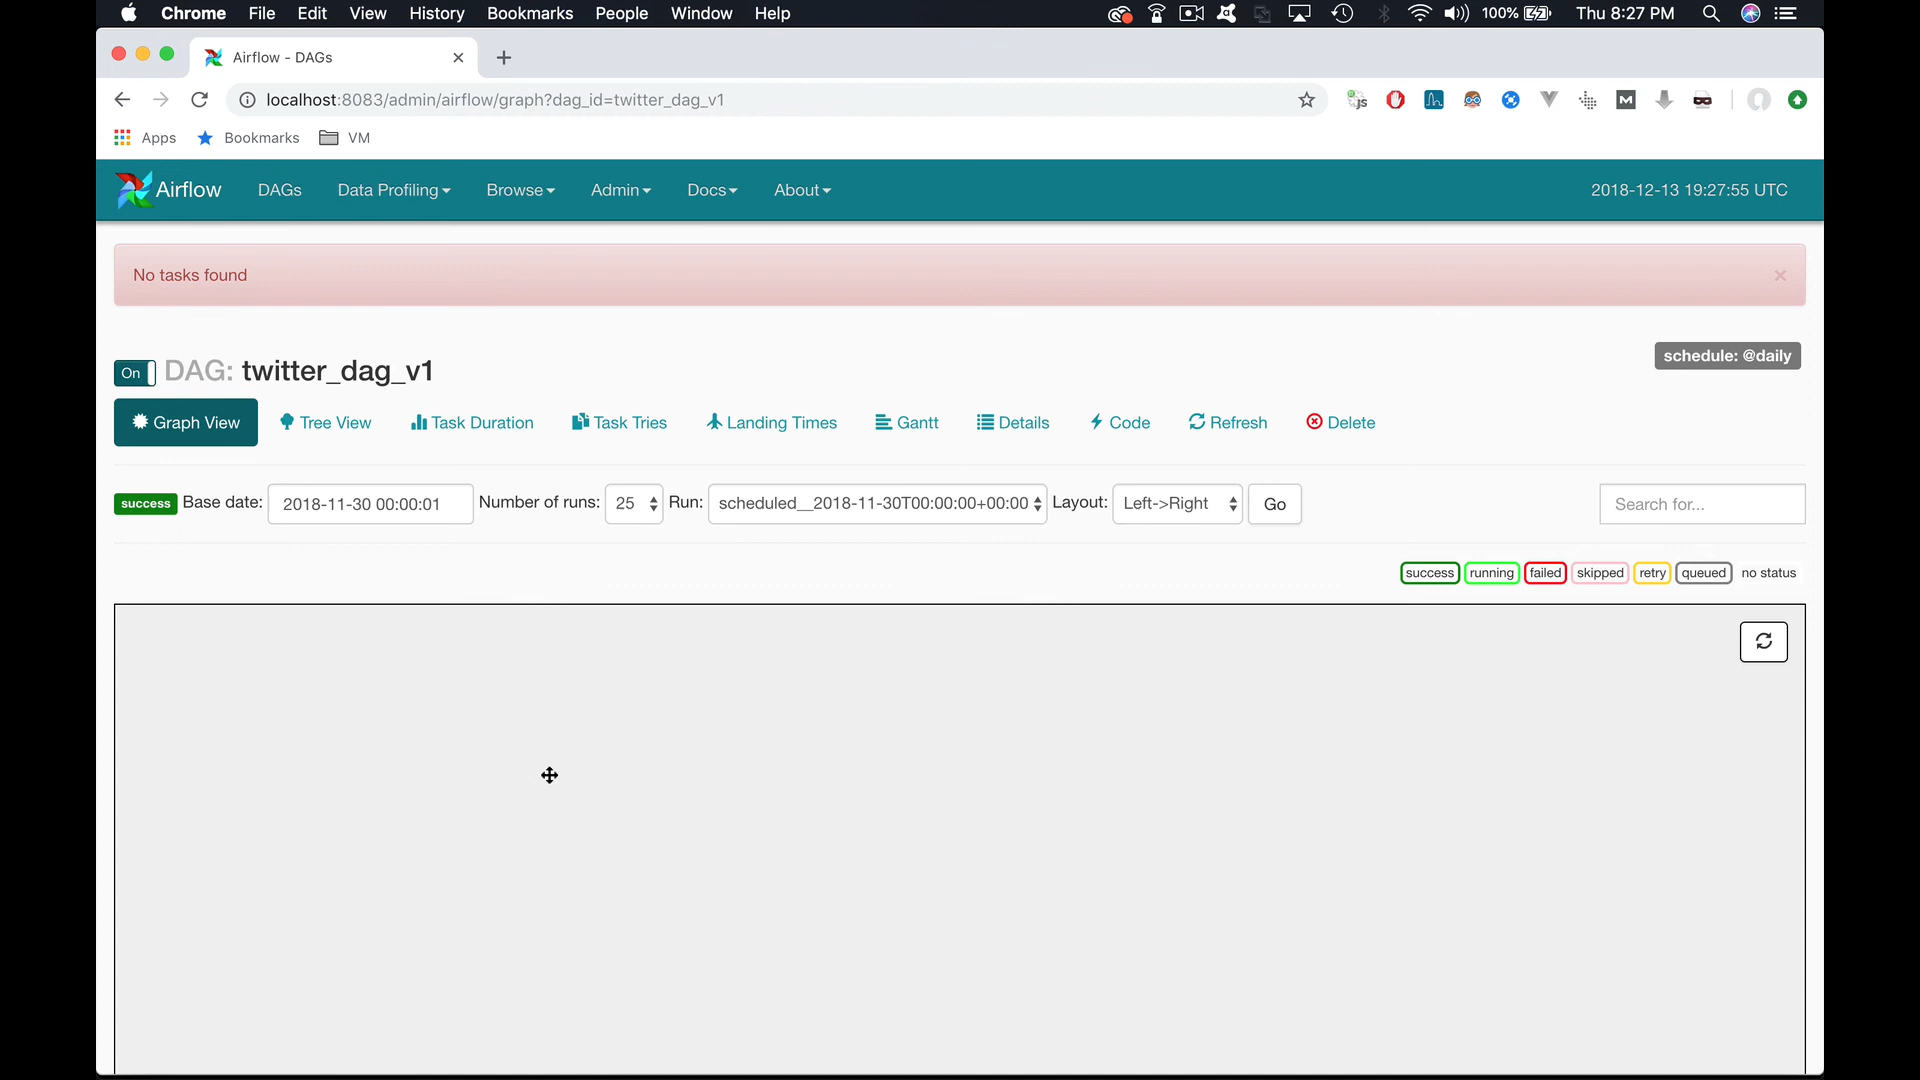 Chrome File Edit View History Bookmarks People Window Help 100% Thu 8:27 PM
Airflow - DAGs
localhost:8083/admin/airflow/graph?dag_id=twitter_dag_v1
Apps Bookmarks VM
Airflow DAGs Data Profiling Browse Admin Docs About 2018-12-13 19:27:55 UTC
No tasks found ×
schedule: @daily
On DAG: twitter_dag_v1
Graph View Tree View Task Duration Task Tries Landing Times Gantt Details Code Refresh Delete
success Base date: 2018-11-30 00:00:01 Number of runs: 25 Run: scheduled__2018-11-30T00:00:00+00:00 Layout: Left->Right Go Search for...
success running failed skipped retry queued no status